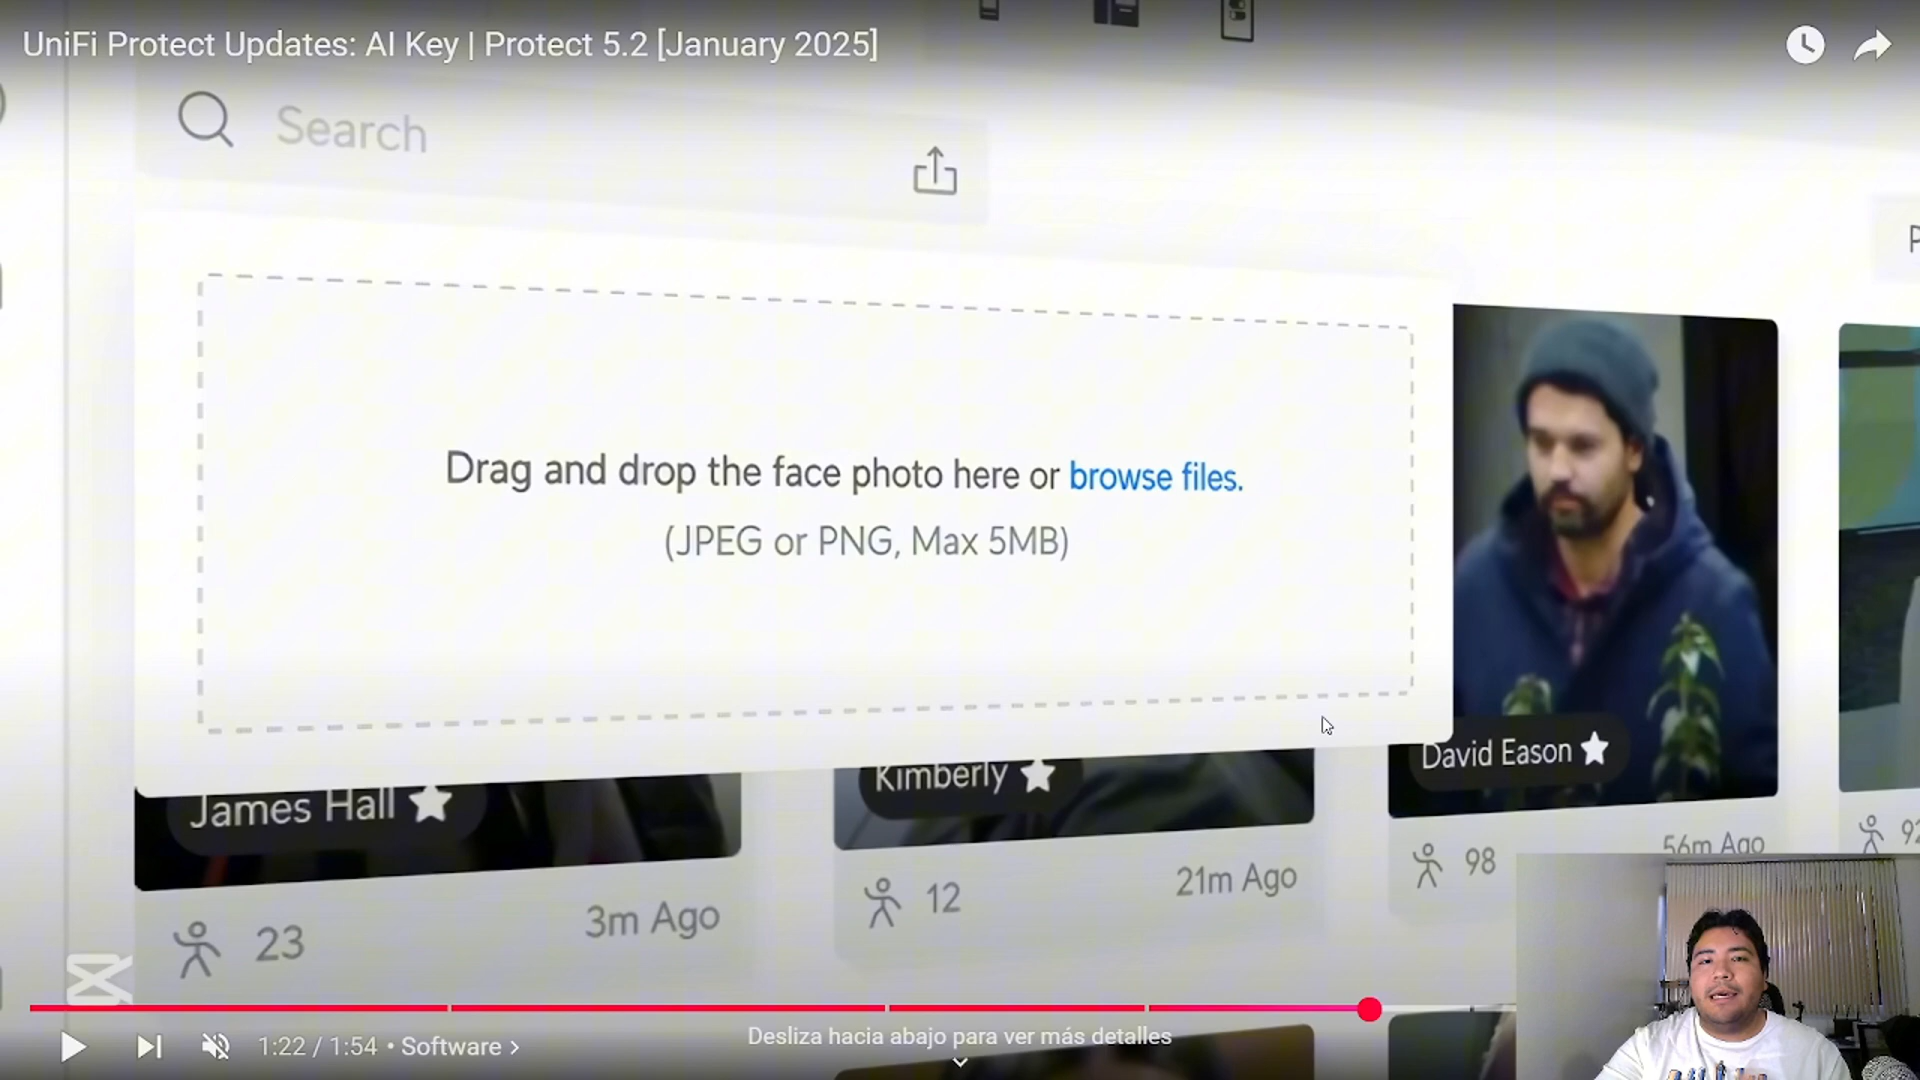 UniFi Protect Updates: AI Key | Protect 5.2 [January 2025]
Search
P
Drag and drop the face photo here or browse files.
(JPEG or PNG, Max 5MB)
James Hall
Kimberly
David Eason
23
3m Ago
12
21m Ago
98
56m Ago
92
1:22 / 1:54 • Software
Desliza hacia abajo para ver más detalles